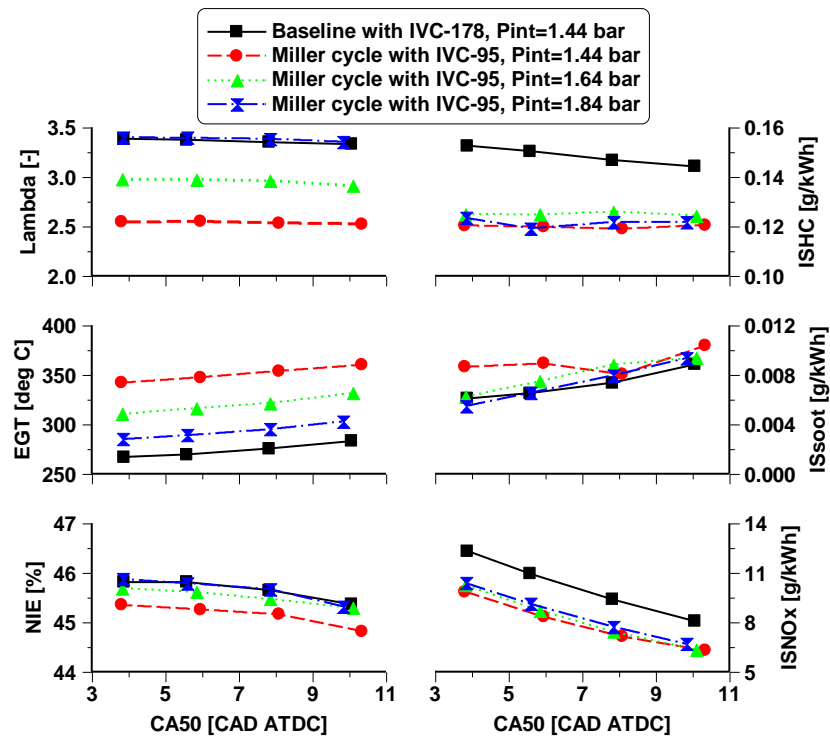 Baseline with IVC-178, Pint=1.44 bar
Miller cycle with IVC-95, Pint=1.44 bar
Miller cycle with IVC-95, Pint=1.64 bar
Miller cycle with IVC-95, Pint=1.84 bar
Lambda [-]
3.5
3.0
2.5
2.0
0.16
0.14
0.12
0.10
ISHC [g/kWh]
EGT [deg C]
400
350
300
250
0.012
0.008
0.004
0.000
ISsoot [g/kWh]
NIE [%]
47
46
45
44
14
11
8
5
ISNOx [g/kWh]
3 5 7 9 11
3 5 7 9 11
CA50 [CAD ATDC]
CA50 [CAD ATDC]